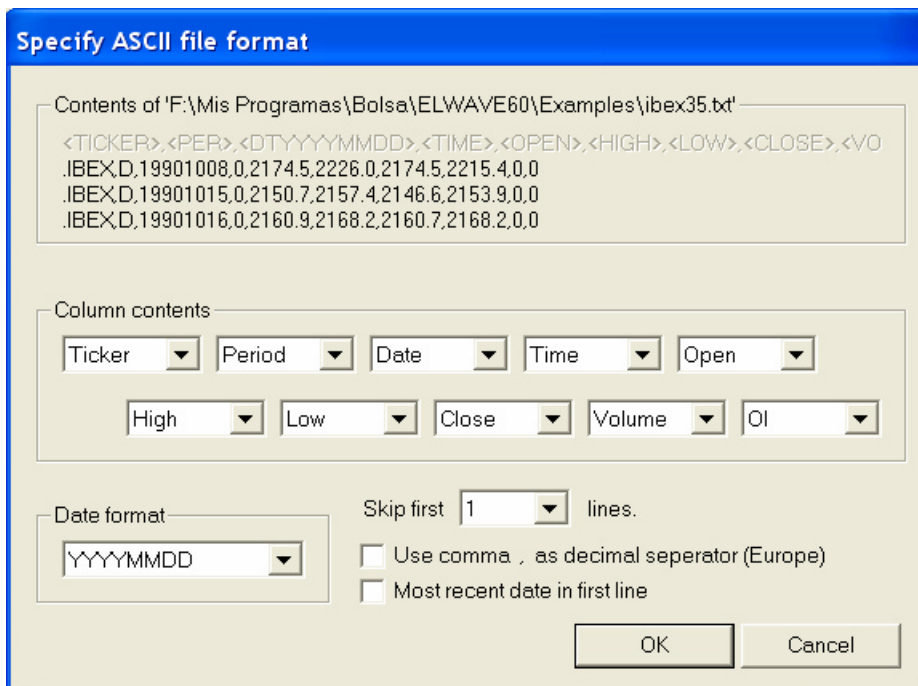 Specify ASCII file format
Contents of 'F:\Mis Programas\Bolsa\ELWAVE60\Examples\ibex35.txt'
<TICKER>,<PER>,<DTYYYYMMDD>,<TIME>,<OPEN>,<HIGH>,<LOW>,<CLOSE>,<VO
.IBEX,D,19901008,0,2174.5,2226.0,2174.5,2215.4,0,0
.IBEX,D,19901015,0,2150.7,2157.4,2146.6,2153.9,0,0
.IBEX,D,19901016,0,2160.9,2168.2,2160.7,2168.2,0,0
Column contents
Ticker Period Date Time Open
High Low Close Volume OI
Date format
YYYYMMDD
Skip first 1 lines.
Use comma , as decimal seperator (Europe)
Most recent date in first line
OK Cancel